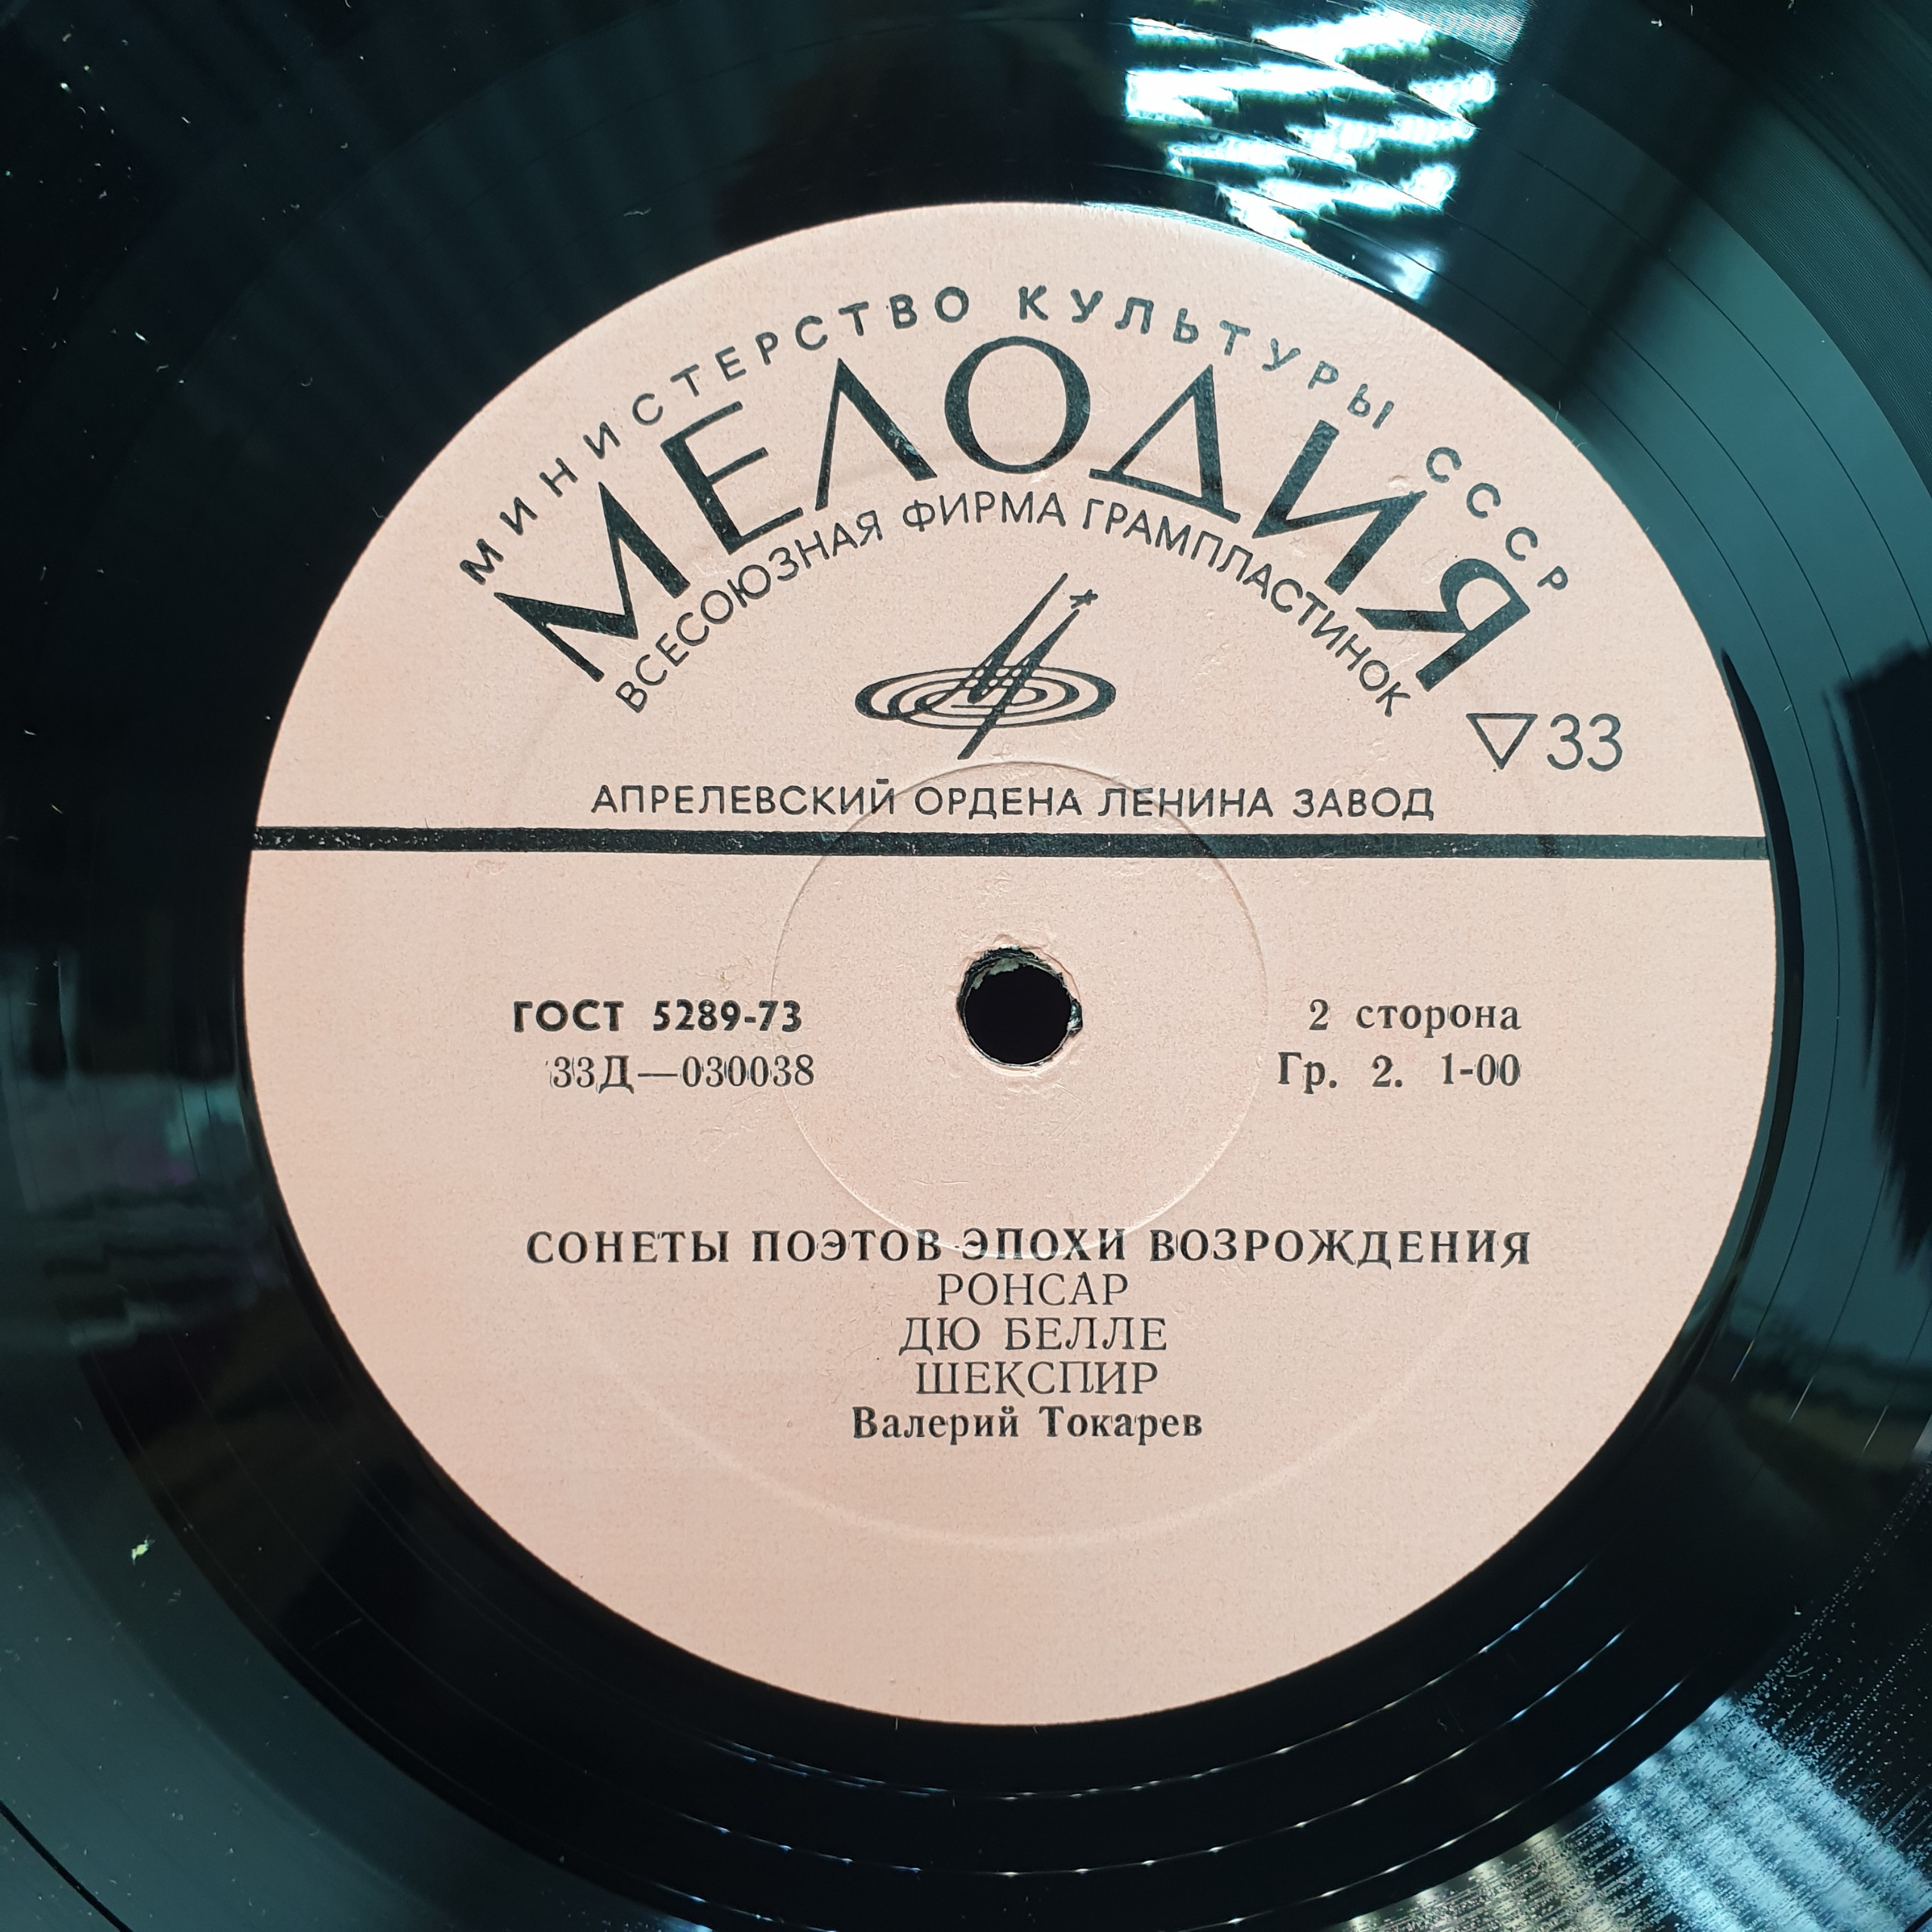 МИНИСТЕРСТВО КУЛЬТУРЫ СССР
МЕЛОДИЯ
ВСЕСОЮЗНАЯ ФИРМА ГРАМПЛАСТИНОК
▽33
АПРЕЛЕВСКИЙ ОРДЕНА ЛЕНИНА ЗАВОД
ГОСТ 5289-73
2 сторона
33Д—030038
Гр. 2. 1-00
СОНЕТЫ ПОЭТОВ ЭПОХИ ВОЗРОЖДЕНИЯ
РОНСАР
ДЮ БЕЛЛЕ
ШЕКСПИР
Валерий Токарев